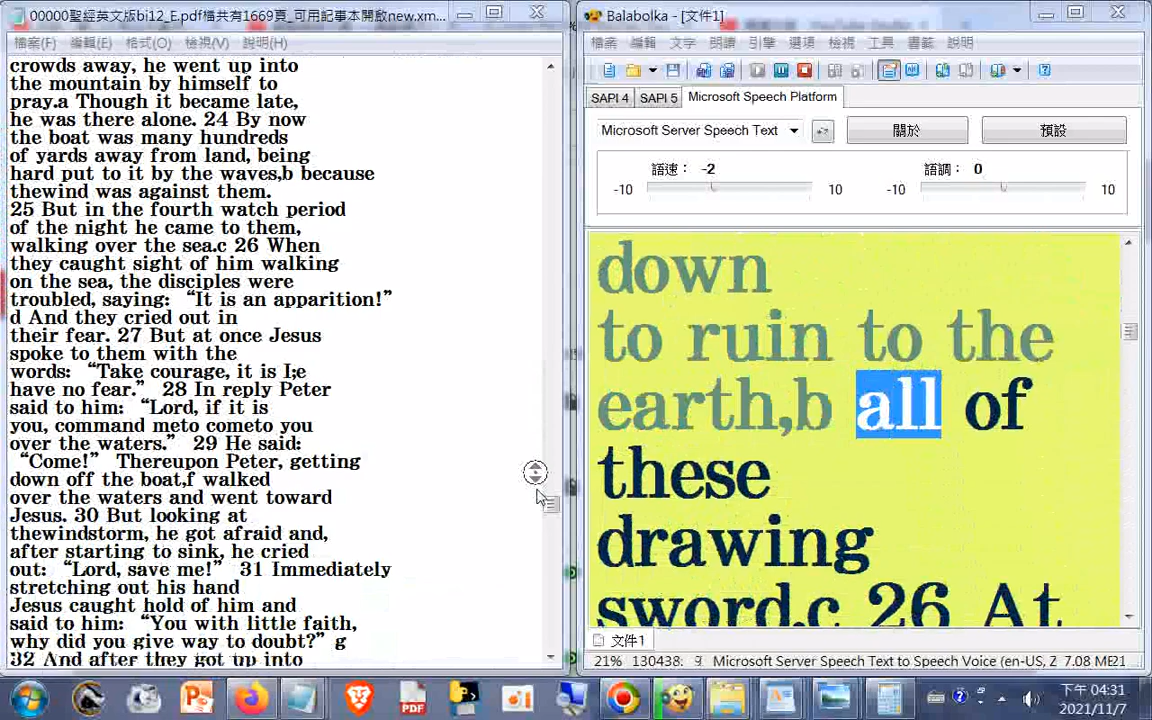 00000聖經英文版bi12_E.pdf檔共有1669頁_可用記事本開啟new.xm...
檔案(F) 編輯(E) 格式(O) 檢視(V) 說明(H)
crowds away, he went up into
the mountain by himself to
pray.a Though it became late,
he was there alone. 24 By now
the boat was many hundreds
of yards away from land, being
hard put to it by the waves,b because
thewind was against them.
25 But in the fourth watch period
of the night he came to them,
walking over the sea.c 26 When
they caught sight of him walking
on the sea, the disciples were
troubled, saying: “It is an apparition!”
d And they cried out in
their fear. 27 But at once Jesus
spoke to them with the
words: “Take courage, it is I;e
have no fear.” 28 In reply Peter
said to him: “Lord, if it is
you, command meto cometo you
over the waters.” 29 He said:
“Come!” Thereupon Peter, getting
down off the boat,f walked
over the waters and went toward
Jesus. 30 But looking at
thewindstorm, he got afraid and,
after starting to sink, he cried
out: “Lord, save me!” 31 Immediately
stretching out his hand
Jesus caught hold of him and
said to him: “You with little faith,
why did you give way to doubt?” g
32 And after they got up into
Balabolka - [文件1]
檔案 編輯 文字 朗讀 引擎 選項 檢視 工具 書籤 說明
SAPI 4 SAPI 5 Microsoft Speech Platform
Microsoft Server Speech Text 關於 預設
語速： -2 語調： 0
-10 10 -10 10
down
to ruin to the
earth,b all of
these
drawing
sword.c 26 At
文件1
21% 130438: Microsoft Server Speech Text to Speech Voice (en-US, Z 7.08 ME21
下午 04:31
2021/11/7